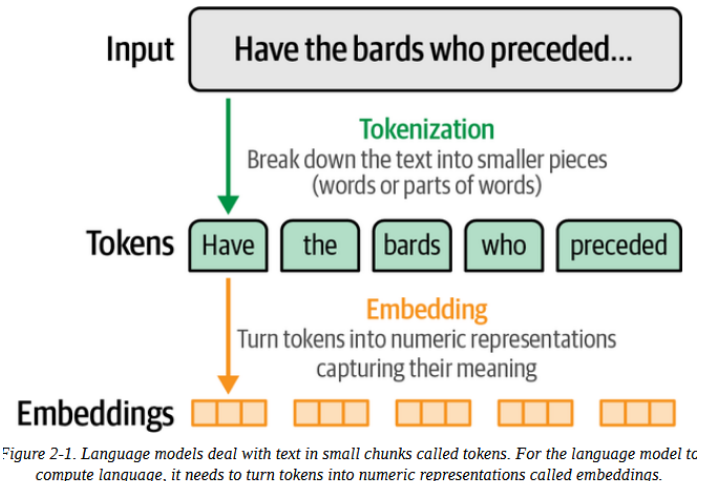 Input
Have the bards who preceded...
Tokenization
Break down the text into smaller pieces
(words or parts of words)
Tokens
Have the bards who preceded
Embedding
Turn tokens into numeric representations
capturing their meaning
Embeddings
Figure 2-1. Language models deal with text in small chunks called tokens. For the language model to
compute language, it needs to turn tokens into numeric representations called embeddings.